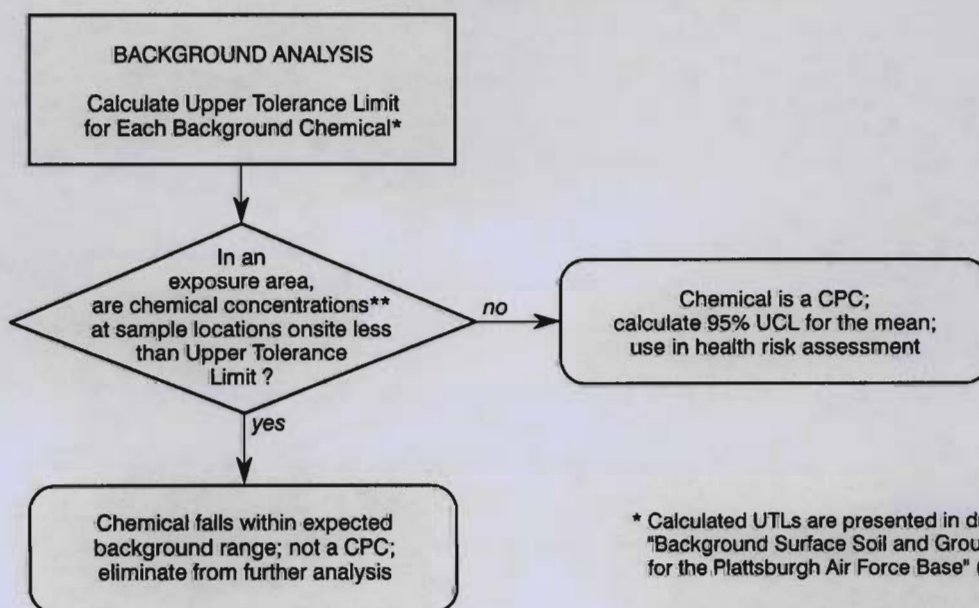 BACKGROUND ANALYSIS
Calculate Upper Tolerance Limit
for Each Background Chemical*
In an
exposure area,
are chemical concentrations**
at sample locations onsite less
than Upper Tolerance
Limit ?
no
Chemical is a CPC;
calculate 95% UCL for the mean;
use in health risk assessment
yes
Chemical falls within expected
background range; not a CPC;
eliminate from further analysis
* Calculated UTLs are presented in
"Background Surface Soil and
for the Plattsburgh Air Force Base"